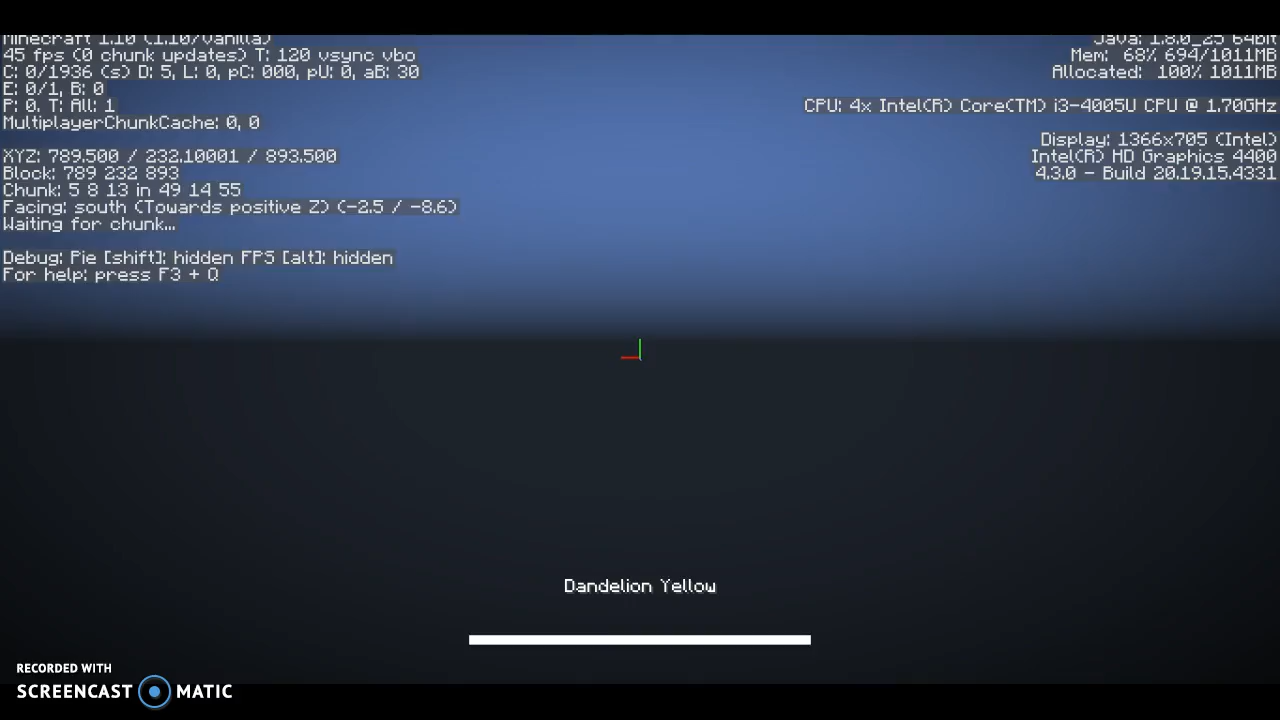 Minecraft 1.10 (1.10/vanilla)
45 fps (0 chunk updates) T: 120 vsync vbo
C: 0/1936 (s) D: 5, L: 0, pC: 000, pU: 0, aB: 30
E: 0/1, B: 0
P: 0. T: All: 1
MultiplayerChunkCache: 0, 0
XYZ: 789.500 / 232.10001 / 893.500
Block: 789 232 893
Chunk: 5 8 13 in 49 14 55
Facing: south (Towards positive Z) (-2.5 / -8.6)
Waiting for chunk...
Debug: Pie [shift]: hidden FPS [alt]: hidden
For help: press F3 + Q
Java: 1.8.0_25 64bit
Mem: 68% 694/1011MB
Allocated: 100% 1011MB
CPU: 4x Intel(R) Core(TM) i3-4005U CPU @ 1.70GHz
Display: 1366x705 (Intel)
Intel(R) HD Graphics 4400
4.3.0 - Build 20.19.15.4331
Dandelion Yellow
RECORDED WITH
SCREENCAST MATIC